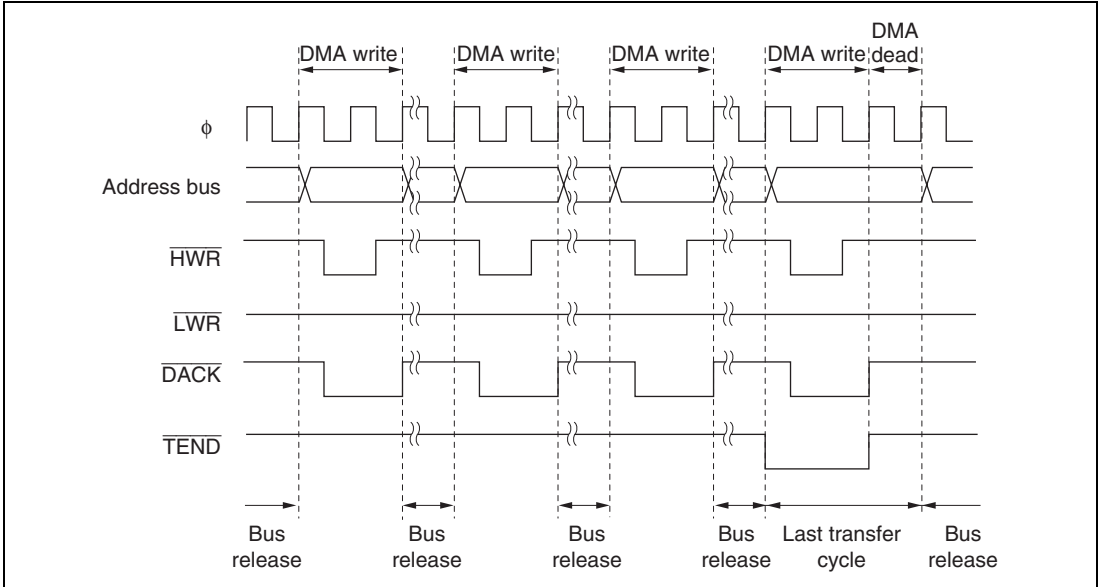 DMA
DMA write DMA write DMA write DMA write dead
ϕ
Address bus
HWR
LWR
DACK
TEND
Bus Bus Bus Bus Last transfer Bus
release release release release cycle release